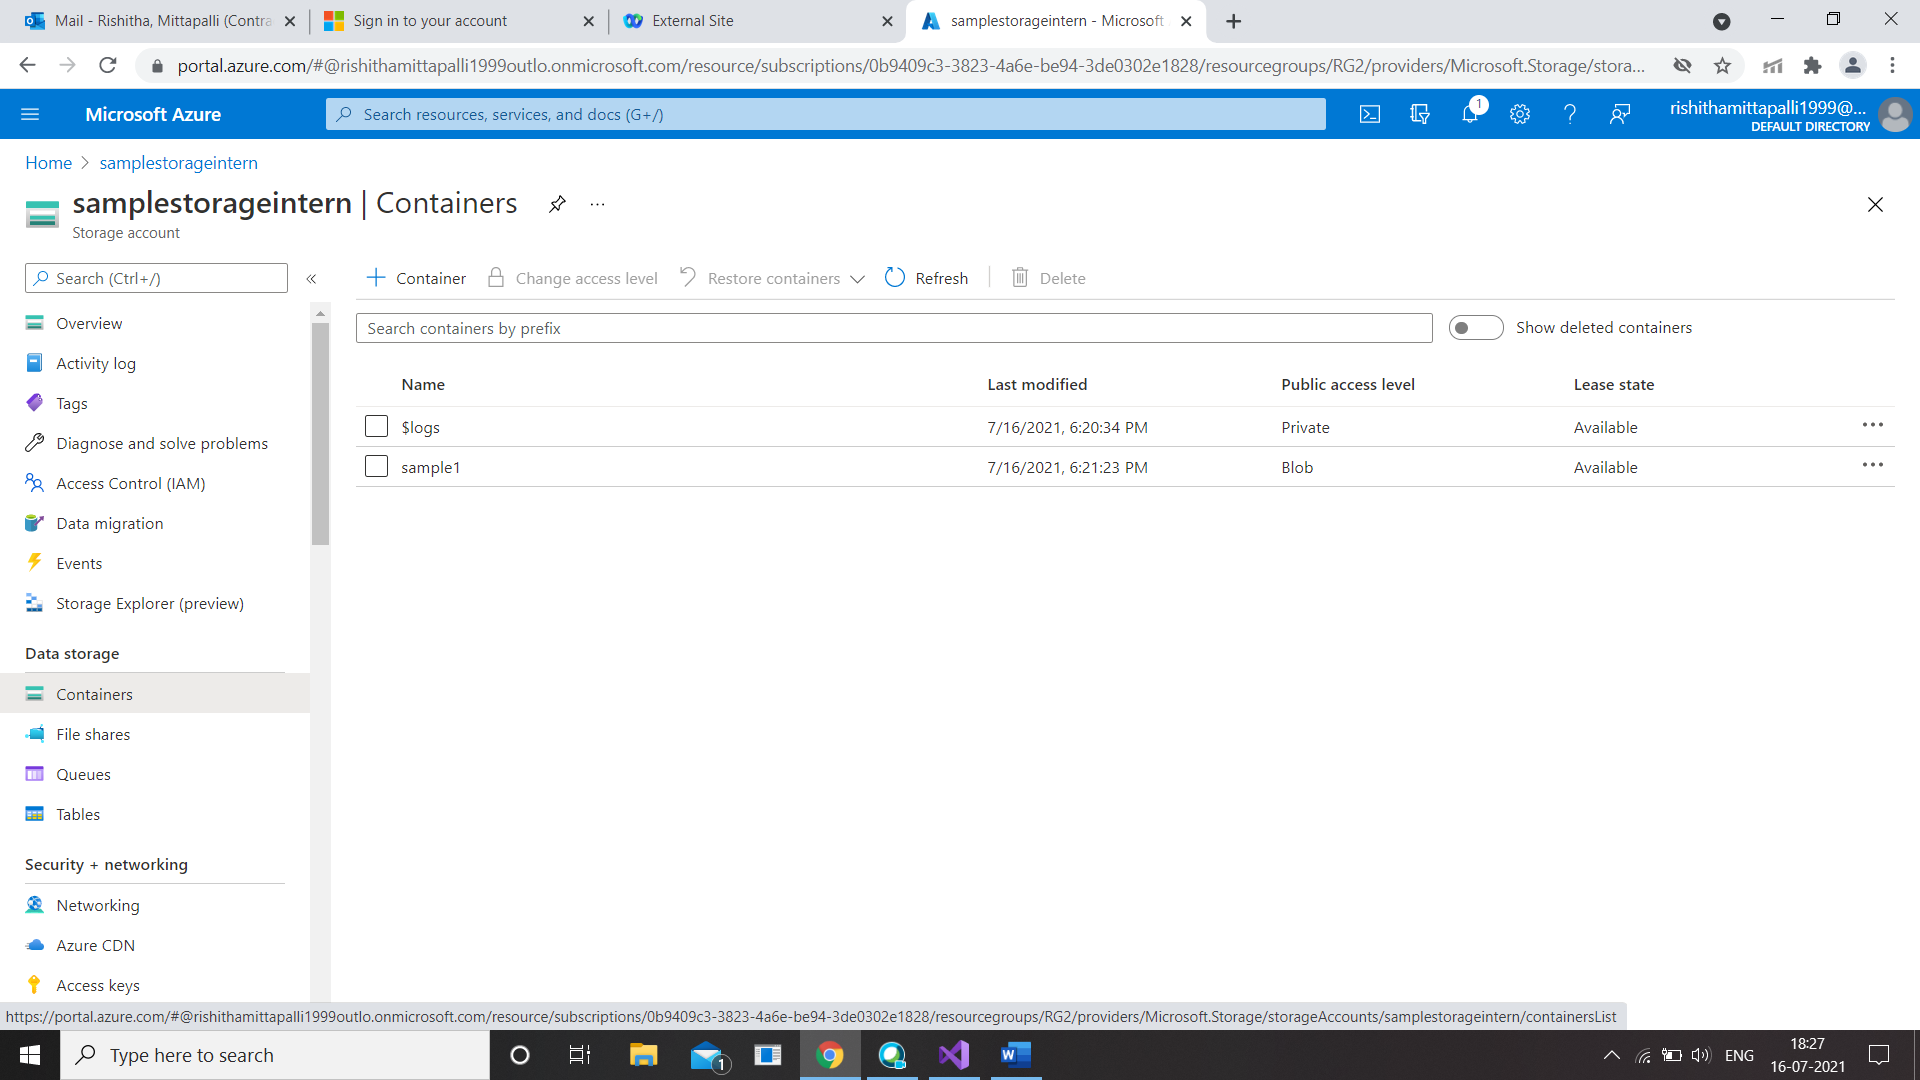 Mail - Rishitha, Mittapalli (Contra
Sign in to your account
External Site
samplestorageintern - Microsoft
portal.azure.com/#@rishithamittapalli1999outlo.onmicrosoft.com/resource/subscriptions/0b9409c3-3823-4a6e-be94-3de0302e1828/resourcegroups/RG2/providers/Microsoft.Storage/stora...
Microsoft Azure
Search resources, services, and docs (G+/)
1
rishithamittapalli1999@...
DEFAULT DIRECTORY
Home > samplestorageintern
samplestorageintern | Containers
...
Storage account
Search (Ctrl+/)
«
Overview
Activity log
Tags
Diagnose and solve problems
Access Control (IAM)
Data migration
Events
Storage Explorer (preview)
Data storage
Containers
File shares
Queues
Tables
Security + networking
Networking
Azure CDN
Access keys
Container
Change access level
Restore containers
Refresh
Delete
Search containers by prefix
Show deleted containers
Name Last modified Public access level Lease state
$logs 7/16/2021, 6:20:34 PM Private Available ...
sample1 7/16/2021, 6:21:23 PM Blob Available ...
https://portal.azure.com/#@rishithamittapalli1999outlo.onmicrosoft.com/resource/subscriptions/0b9409c3-3823-4a6e-be94-3de0302e1828/resourcegroups/RG2/providers/Microsoft.Storage/storageAccounts/samplestorageintern/containersList
Type here to search
1
W
ENG
18:27
16-07-2021